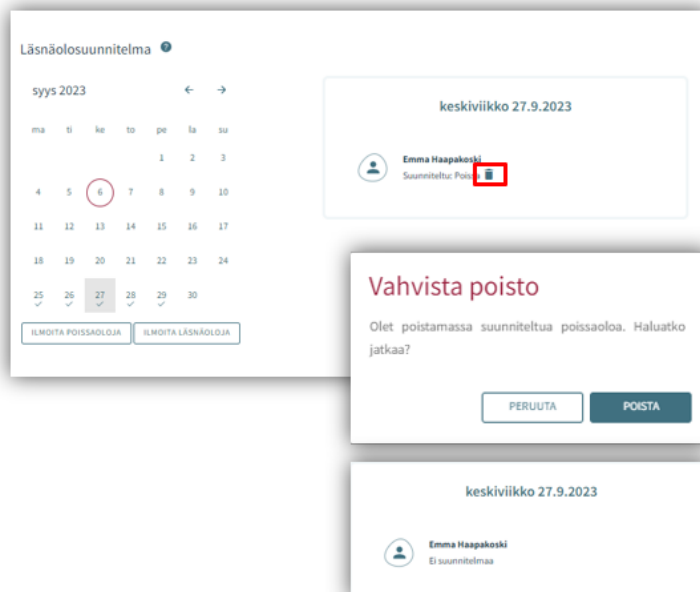 Läsnäolosuunnitelma ?
syys 2023 ← →
ma ti ke to pe la su
1 2 3
4 5 6 7 8 9 10
11 12 13 14 15 16 17
18 19 20 21 22 23 24
25 26 27 28 29 30
ILMOITA POISSAOLOJA ILMOITA LÄSNÄOLOJA
keskiviikko 27.9.2023
Emma Haapakoski
Suunniteltu: Poissa
Vahvista poisto
Olet poistamassa suunniteltua poissaoloa. Haluatko
jatkaa?
PERUUTA POISTA
keskiviikko 27.9.2023
Emma Haapakoski
Ei suunnitelmaa